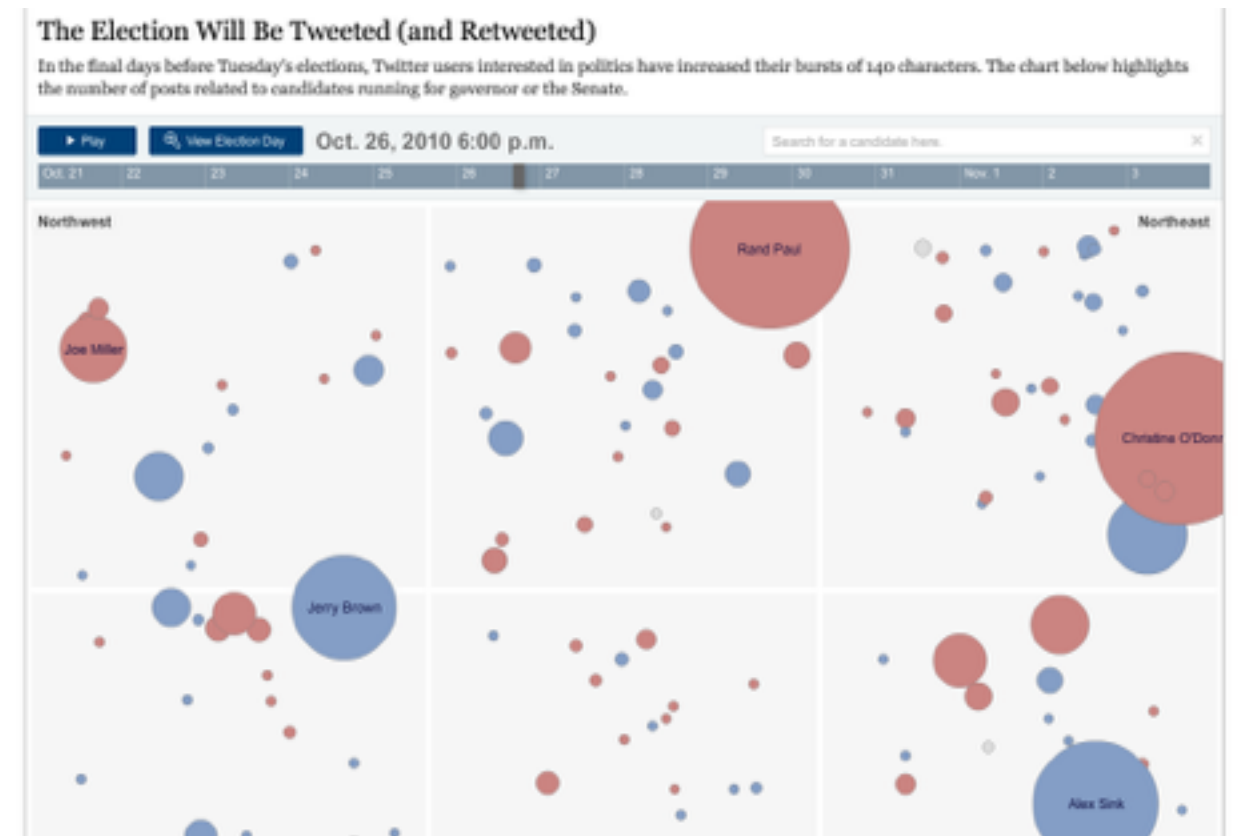 The Election Will Be Tweeted (and Retweeted)
In the final days before Tuesday's elections, Twitter users interested in politics have increased their bursts of 140 characters. The chart below highlights
the number of posts related to candidates running for governor or the Senate.
Play
View Election Day
Oct. 26, 2010 6:00 p.m.
Search for a candidate here.
Oct. 21 22 23 24 25 26 27 28 29 30 31 Nov. 1 2 3
Northwest
Northeast
Rand Paul
Joe Miller
Christine O'Donn
Jerry Brown
Alex Sink